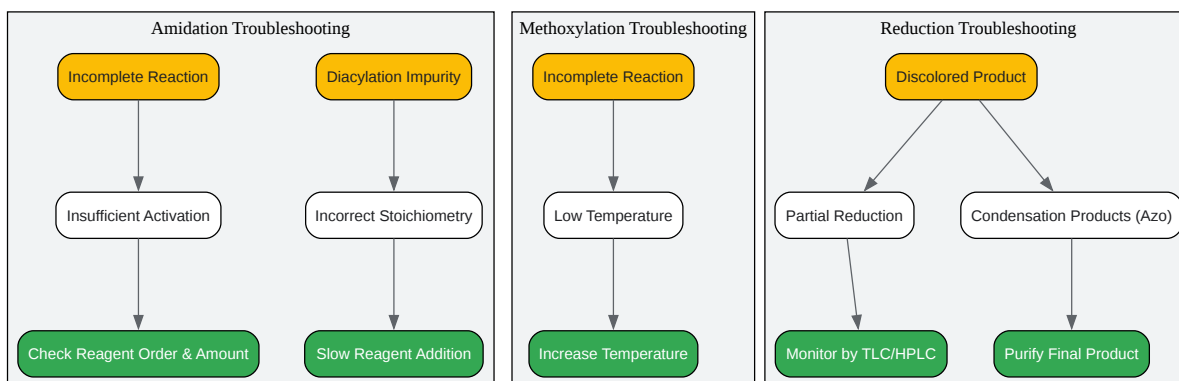 Amidation Troubleshooting
Incomplete Reaction
Diacylation Impurity
Insufficient Activation
Incorrect Stoichiometry
Check Reagent Order & Amount
Slow Reagent Addition
Methoxylation Troubleshooting
Incomplete Reaction
Low Temperature
Increase Temperature
Reduction Troubleshooting
Discolored Product
Partial Reduction
Condensation Products (Azo)
Monitor by TLC/HPLC
Purify Final Product